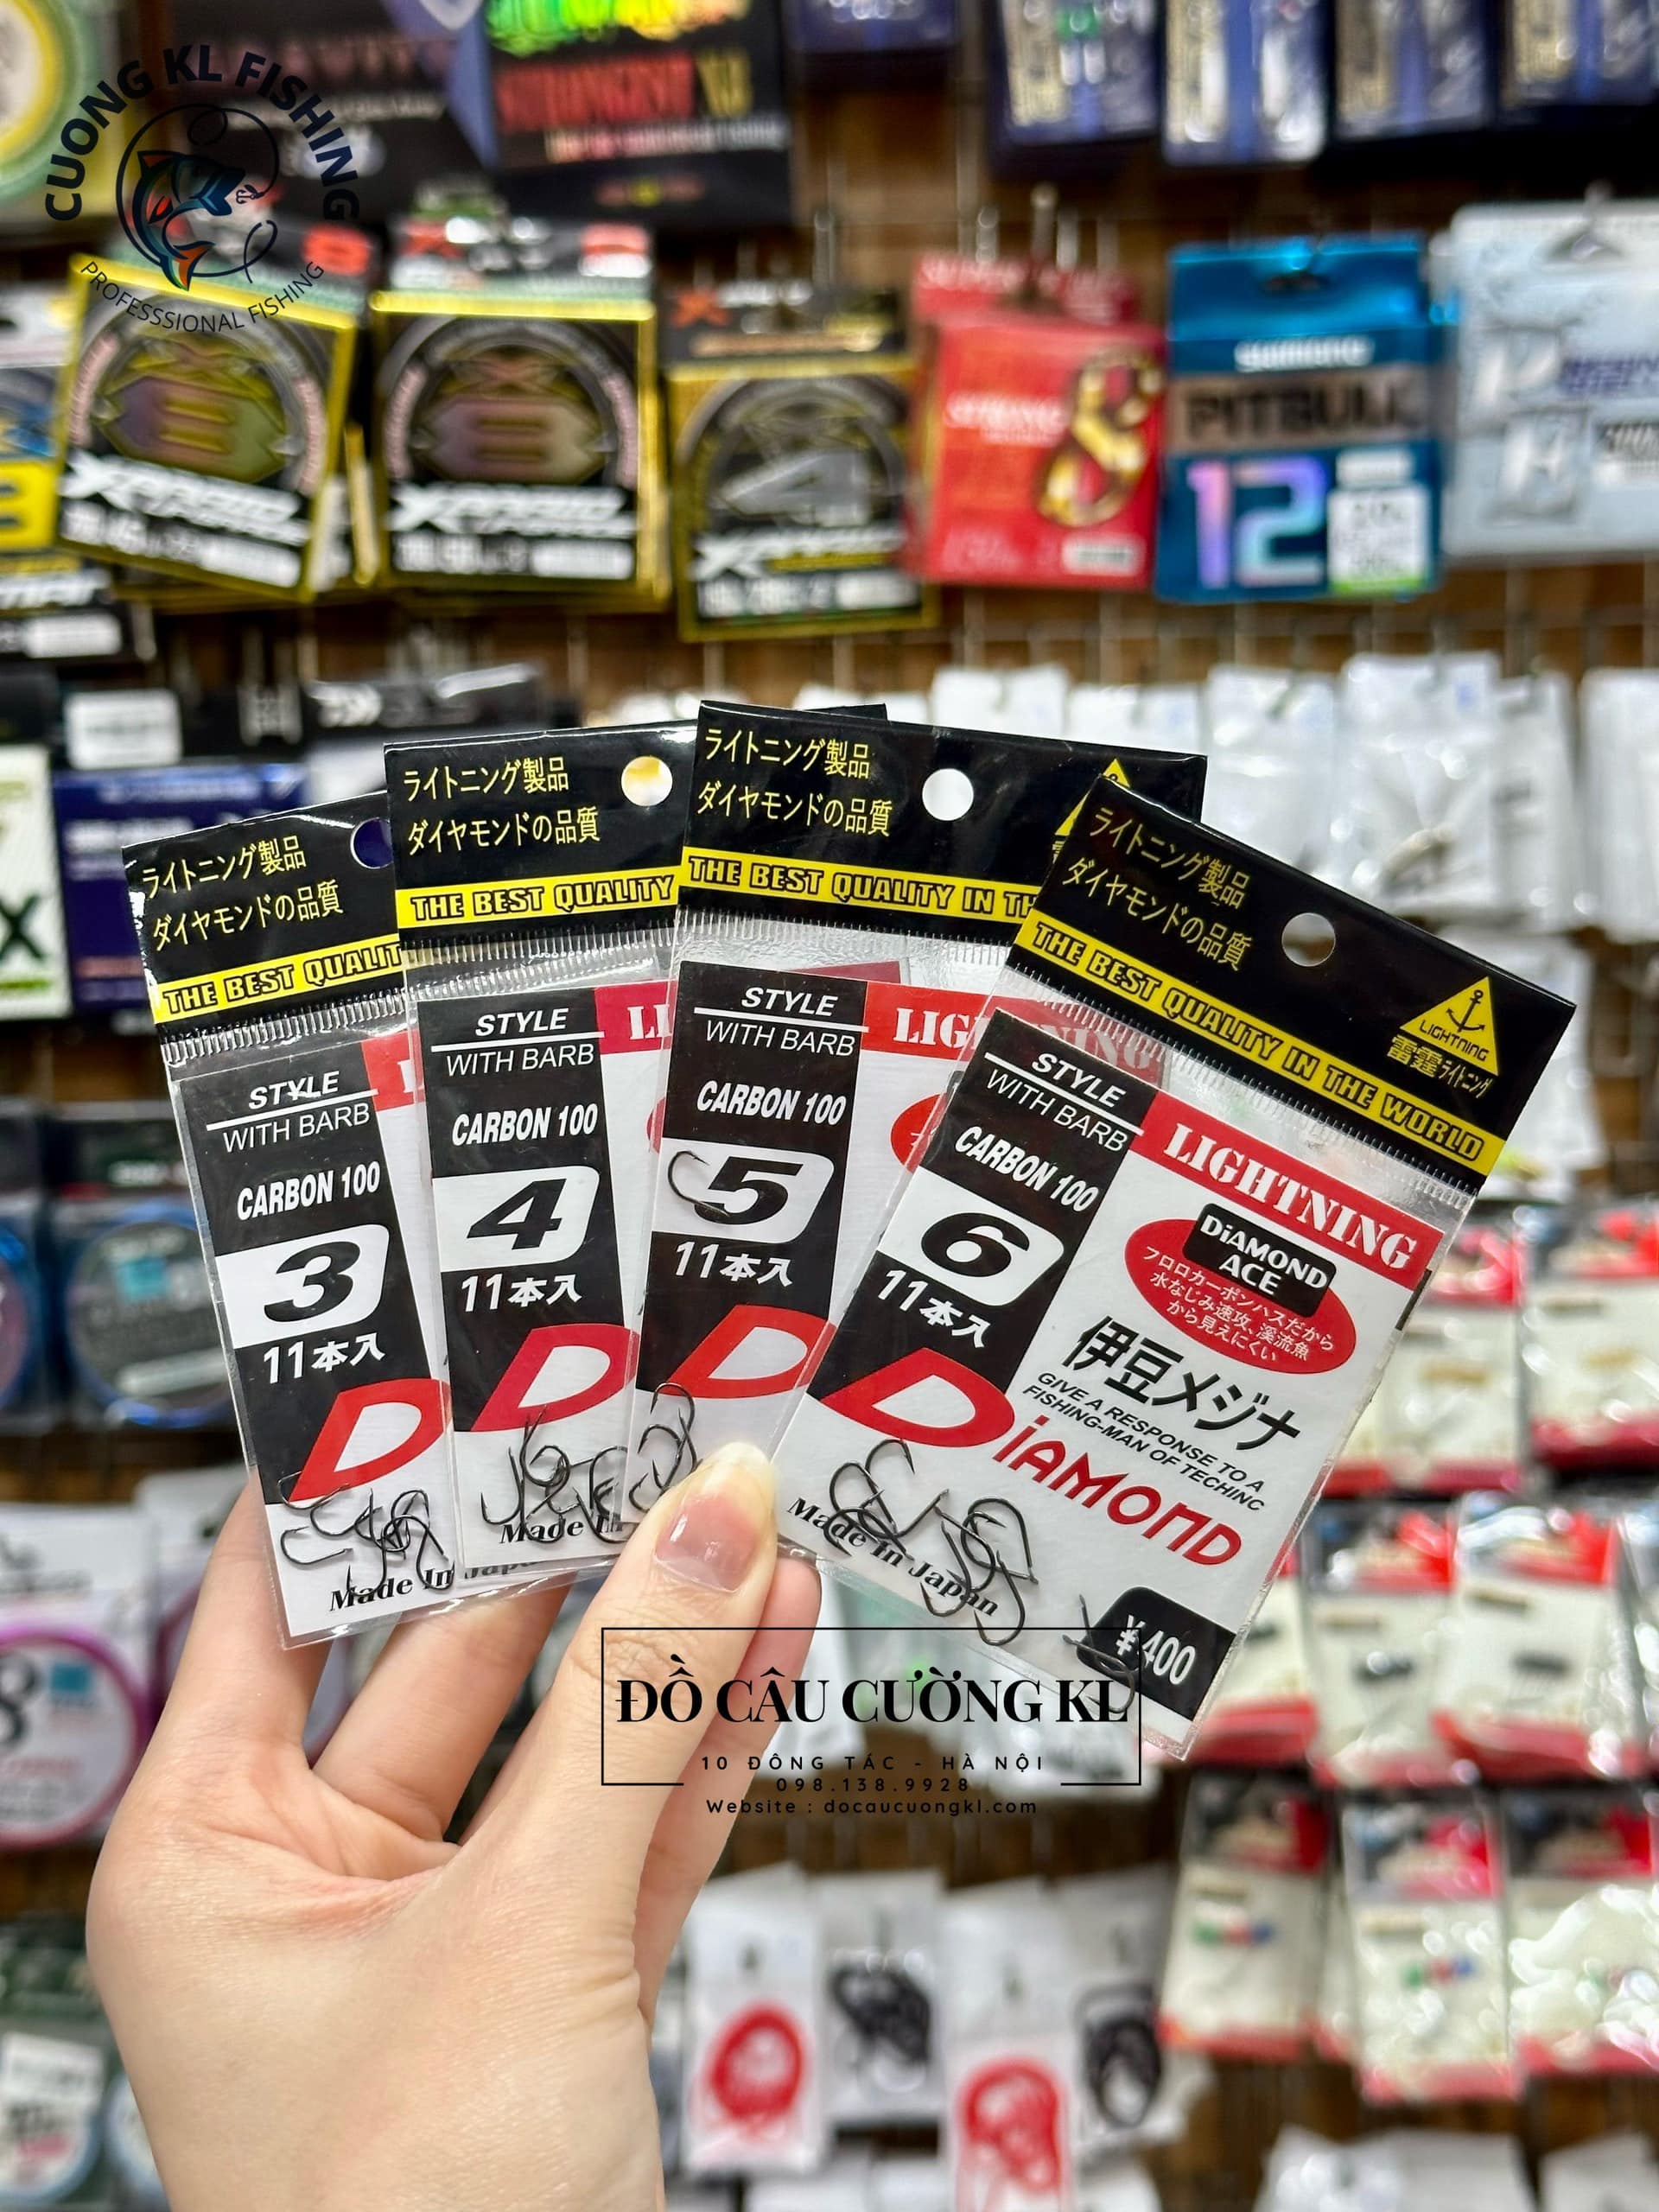 CUONG KL FISHING
PROFESSSIONAL FISHING
SHIMANO
PITBULL
12
8
4
ライトニング製品
ダイヤモンドの品質
THE BEST QUALIT
STYLE
WITH BARB
CARBON 100
3
11本入
D
Made In
ライトニング製品
ダイヤモンドの品質
THE BEST QUALITY
STYLE
WITH BARB
LI
CARBON 100
4
11本入
D
Made In
Japa
ライトニング製品
ダイヤモンドの品質
THE BEST QUALITY IN TH
STYLE
WITH BARB
LIG
CARBON 100
5
11本入
D
ライトニング製品
ダイヤモンドの品質
THE BEST QUALITY IN THE WORLD
LIGHTNING
ライトニング
STYLE
WITH BARB
LIGHTNING
CARBON 100
6
11本入
DiAMOND
ACE
フロロカーボンハスだから
水なじみ速攻、渓流魚
から見えにくい
伊豆メジナ
GIVE A RESPONSE TO A
FISHING-MAN OF TECHINC
DiAMOND
Made In Japan
¥400
ĐỒ CÂU CƯỜNG KL
10 ĐÔNG TÁC - HÀ NỘI
098.138.9928
Website : docaucuongkl.com